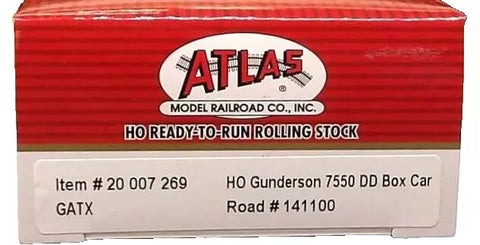 ATLAS
®
MODEL RAILROAD CO., INC.
HO READY-TO-RUN ROLLING STOCK
Item # 20 007 269 HO Gunderson 7550 DD Box Car
GATX Road # 141100